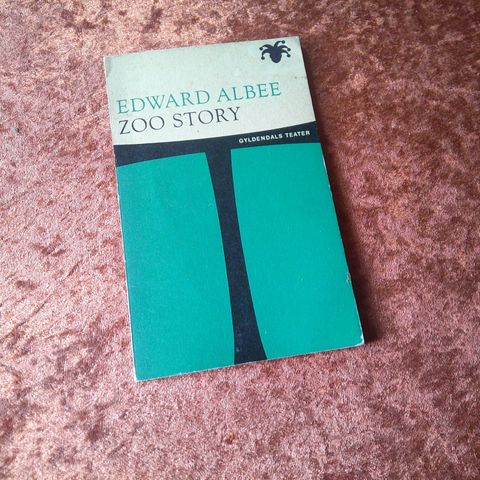 EDWARD ALBEE
ZOO STORY
GYLDENDALS TEATER